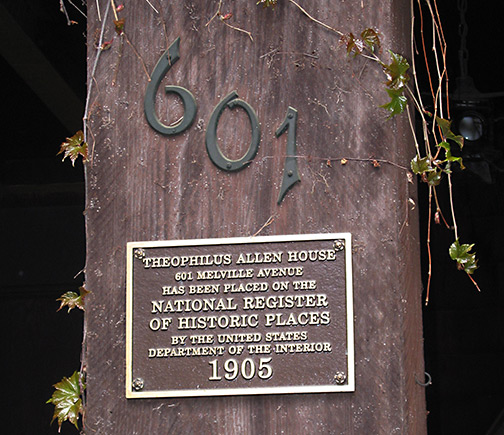 601
THEOPHILUS ALLEN HOUSE
601 MELVILLE AVENUE
HAS BEEN PLACED ON THE
NATIONAL REGISTER
OF HISTORIC PLACES
BY THE UNITED STATES
DEPARTMENT OF THE INTERIOR
1905